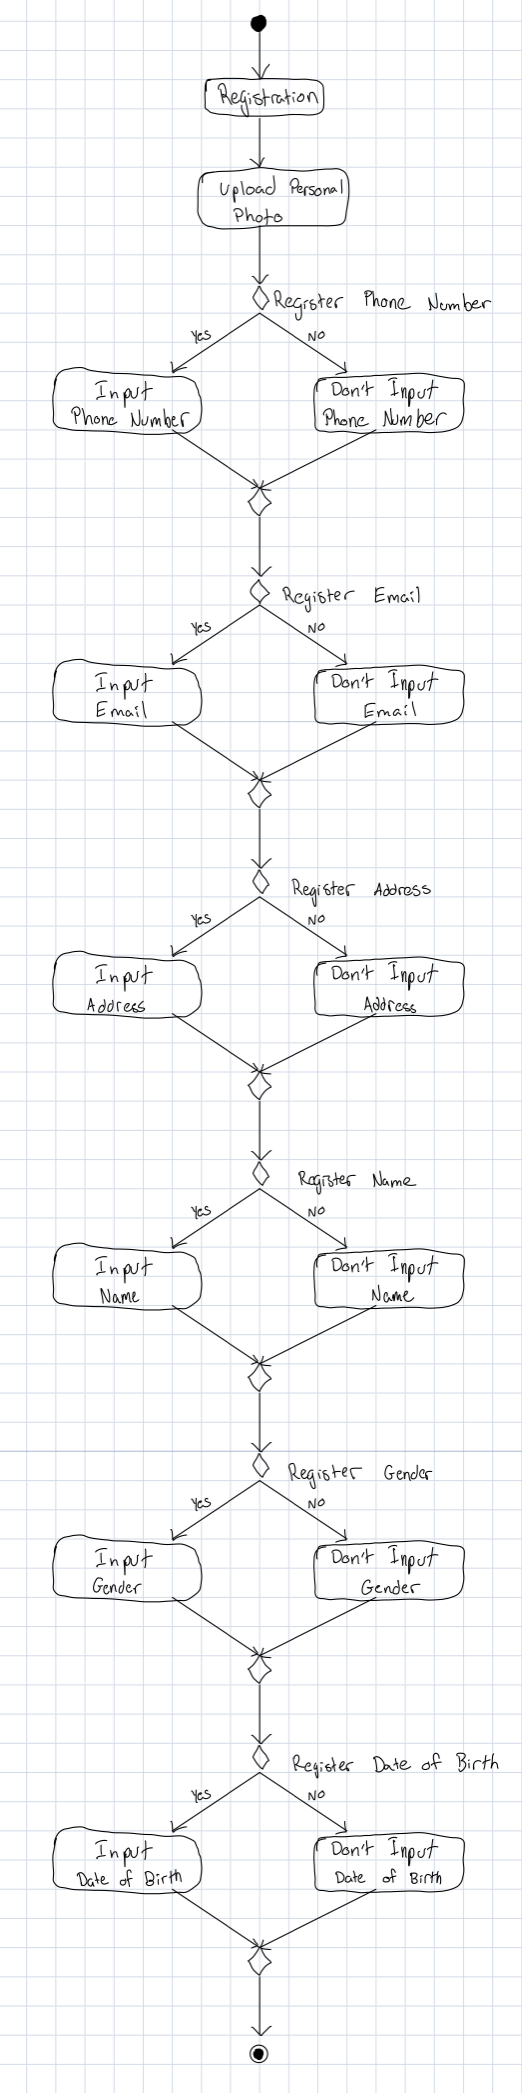 Registration
Upload Personal
Photo
Register Phone Number
Yes
No
Input
Phone Number
Don't Input
Phone Number
Register Email
Yes
No
Input
Email
Don't Input
Email
Register Address
Yes
No
Input
Address
Don't Input
Address
Register Name
Yes
No
Input
Name
Don't Input
Name
Register Gender
Yes
No
Input
Gender
Don't Input
Gender
Register Date of Birth
Yes
No
Input
Date of Birth
Don't Input
Date of Birth